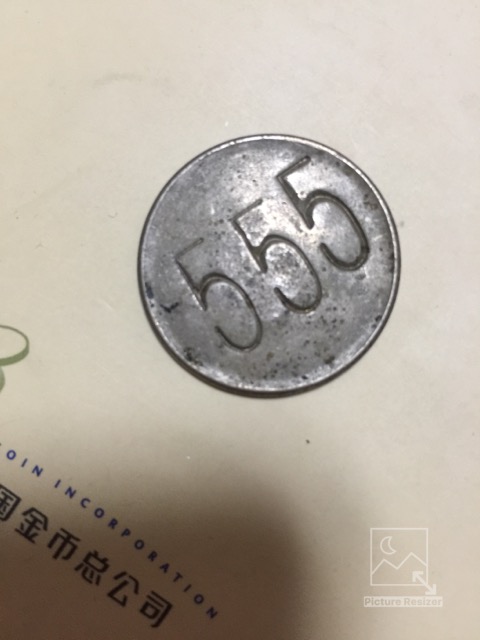 555
OIN INCORPORATION
国金币总公司
Picture Resizer